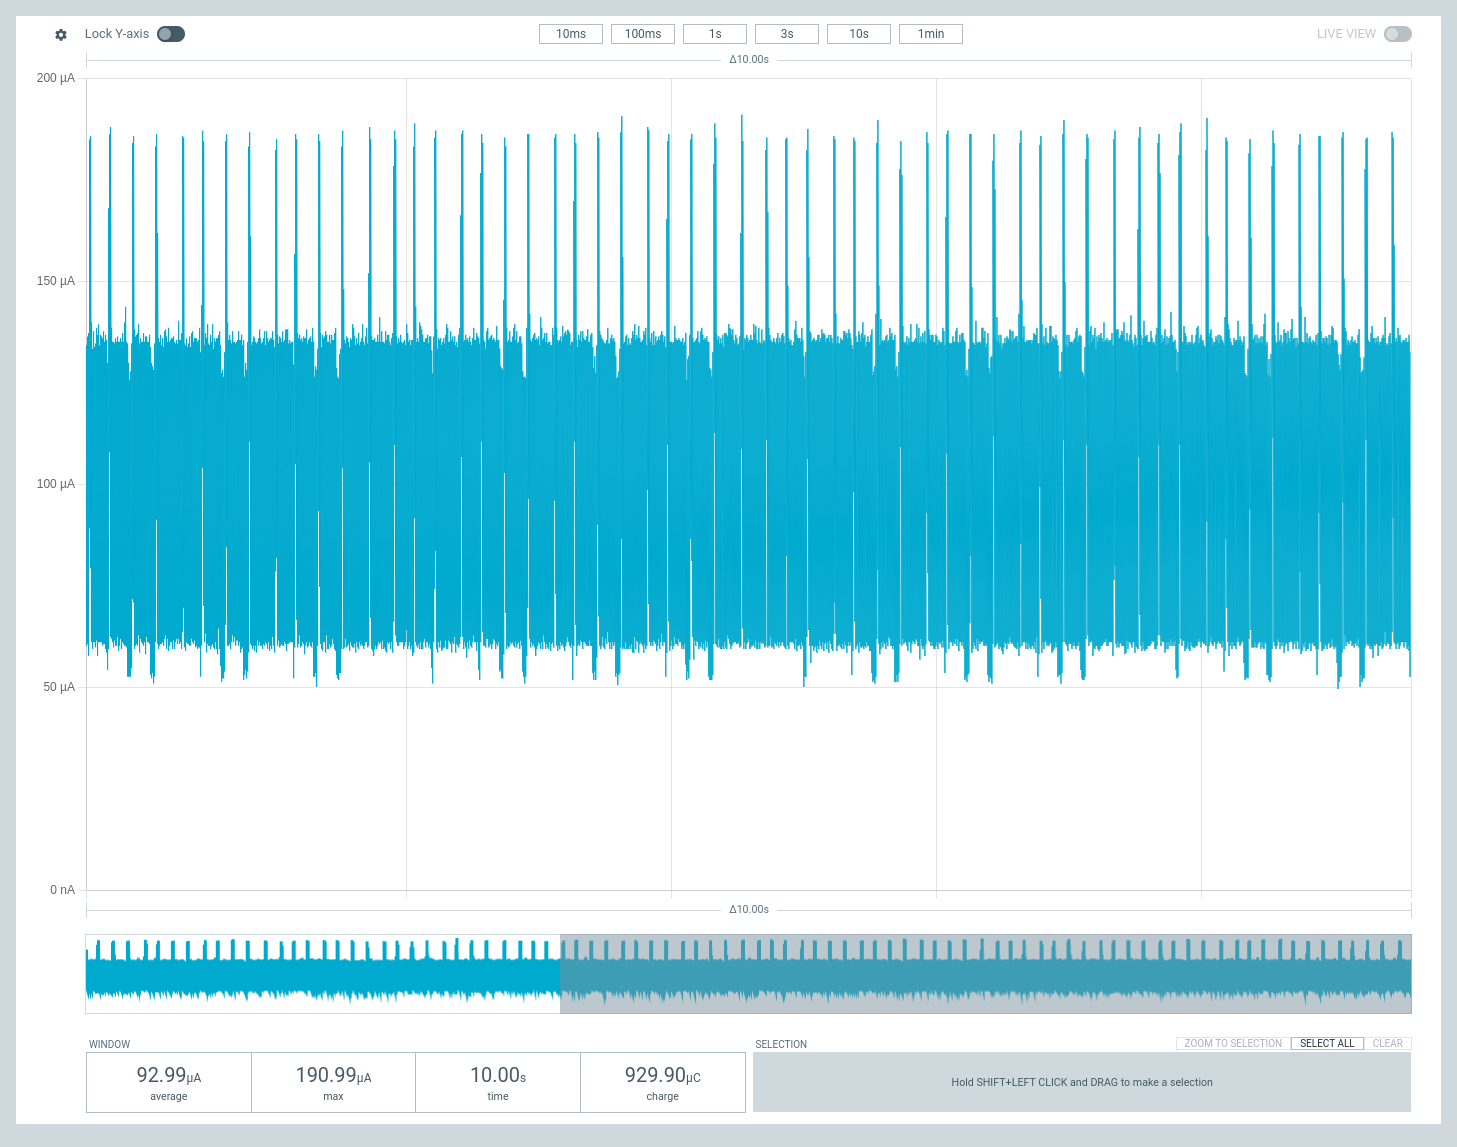 Lock Y-axis
10ms 100ms 1s 3s 10s 1min
LIVE VIEW
Δ10.00s
200 µA
150 µA
100 µA
50 µA
0 nA
Δ10.00s
WINDOW
92.99µA 190.99µA 10.00s 929.90µC
average max time charge
SELECTION
ZOOM TO SELECTION SELECT ALL CLEAR
Hold SHIFT+LEFT CLICK and DRAG to make a selection